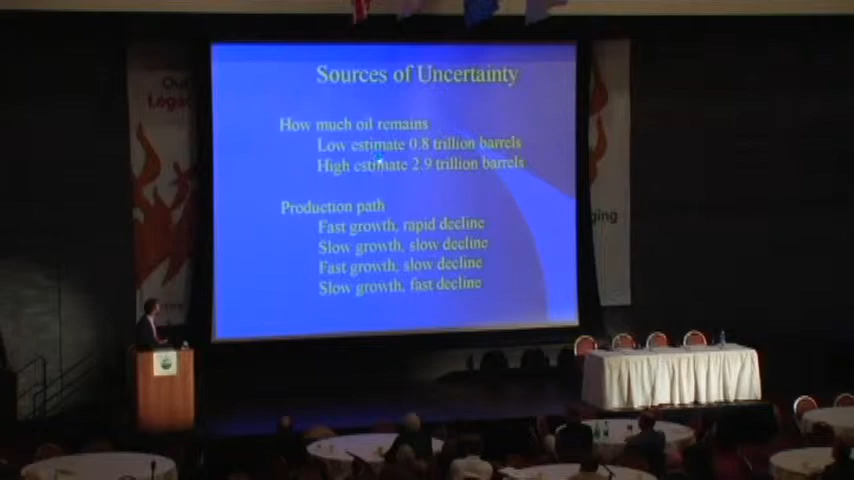 Sources of Uncertainty
How much oil remains
Low estimate 0.8 trillion barrels
High estimate 2.9 trillion barrels
Production path
Fast growth, rapid decline
Slow growth, slow decline
Fast growth, slow decline
Slow growth, fast decline